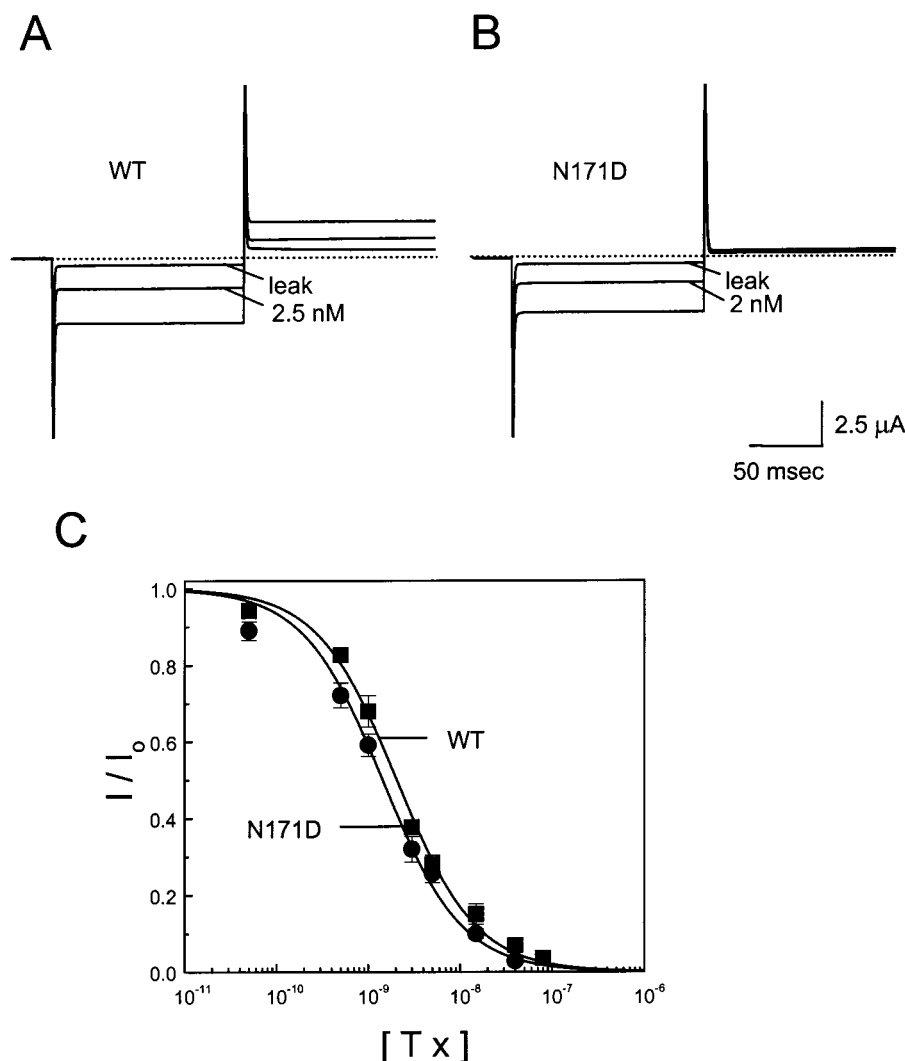 A
B
WT
N171D
leak
2.5 nM
leak
2 nM
2.5 μA
50 msec
C
1.0
0.8
0.6
0.4
0.2
0.0
I / Io
WT
N171D
10-11
10-10
10-9
10-8
10-7
10-6
[ T x ]